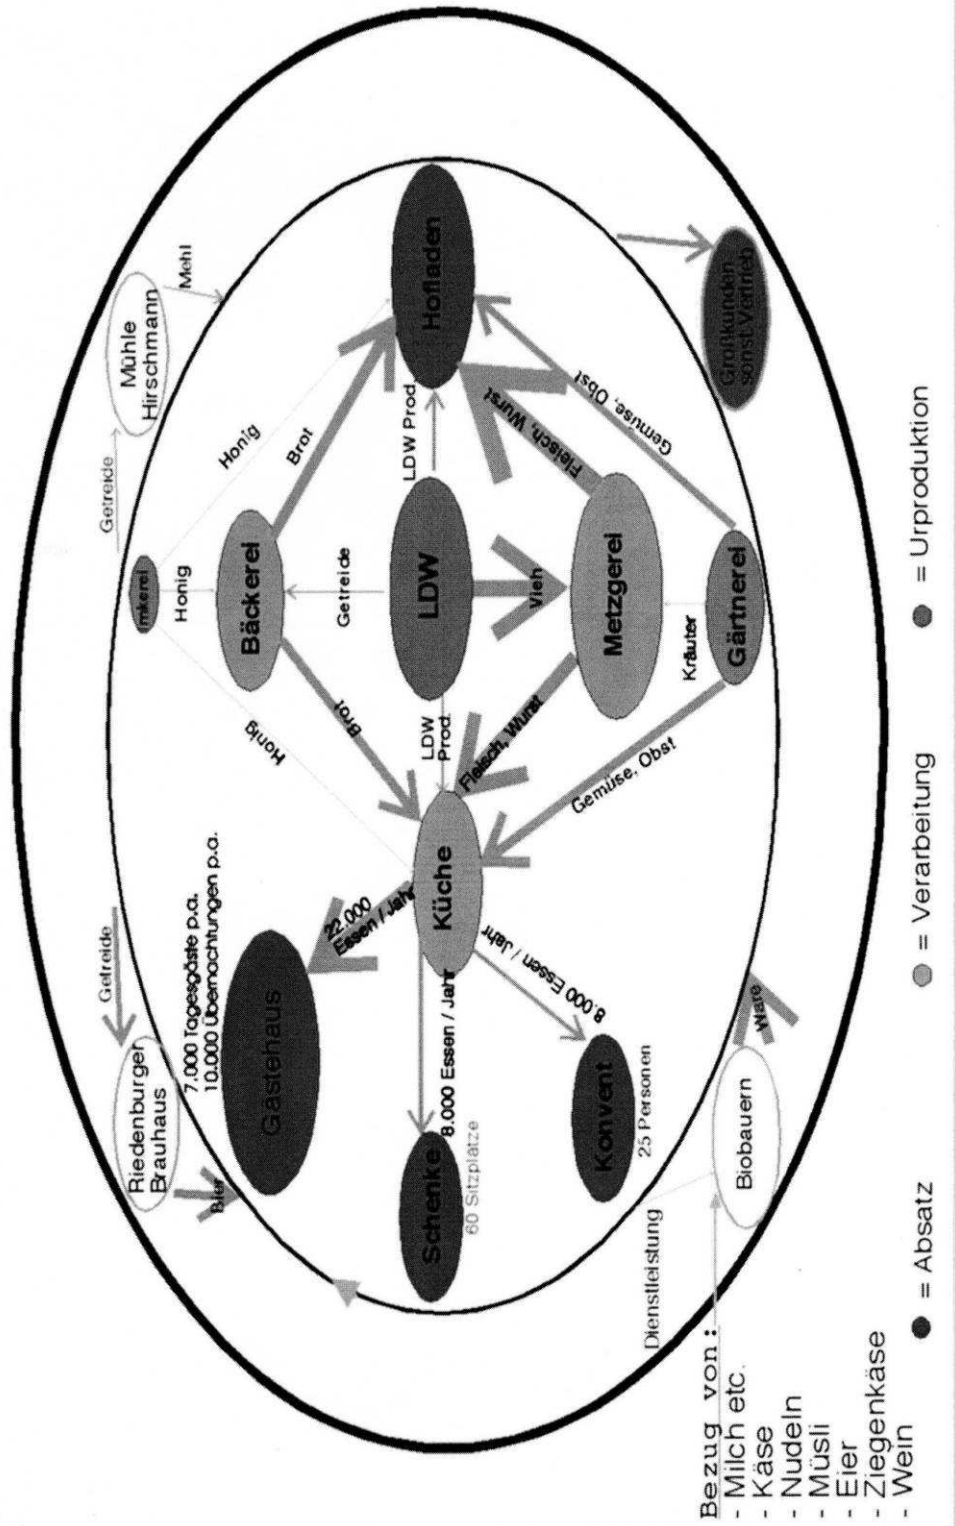 Riedenburger
Brauhaus
Getreide
Getreide
Mühle
Hirschmann
Mehl
Bier
7.000 Tagesgäste p.a.
10.000 Übernachtungen p.a.
Gästehaus
Imkerei
Honig
Honig
Honig
Bäckerei
Brot
Brot
22.000
Essen / Jahr
Getreide
Schenke
60 Sitzplätze
8.000 Essen / Jahr
Küche
LDW
Prod.
LDW
LDW Prod.
Hofladen
8.000 Essen / Jahr
Fleisch, Wurst
Vieh
Fleisch, Wurst
Konvent
25 Personen
Metzgerei
Gemüse, Obst
Kräuter
Gemüse, Obst
Gärtnerei
Dienstleistung
Biobauern
Ware
Großkunden
sonst.Vertrieb
Bezug von:
- Milch etc.
- Käse
- Nudeln
- Müsli
- Eier
- Ziegenkäse
- Wein
= Absatz
= Verarbeitung
= Urproduktion